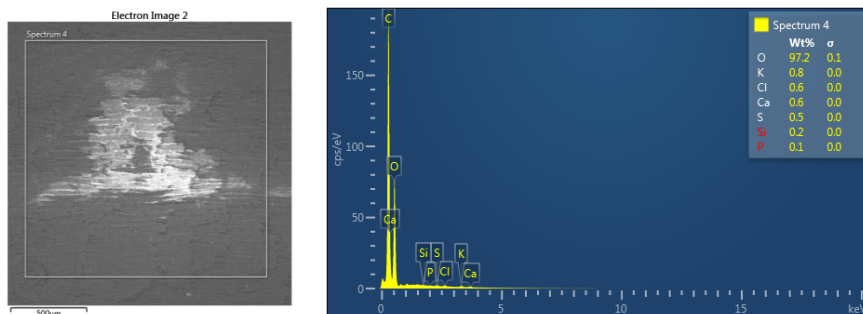 Electron Image 2
Spectrum 4
500µm
cps/eV
150
100
50
0
0
5
10
15
20
keV
C
O
Ca
Si
S
K
P
Cl
Ca
Spectrum 4
Wt% σ
O 97.2 0.1
K 0.8 0.0
Cl 0.6 0.0
Ca 0.6 0.0
S 0.5 0.0
Si 0.2 0.0
P 0.1 0.0